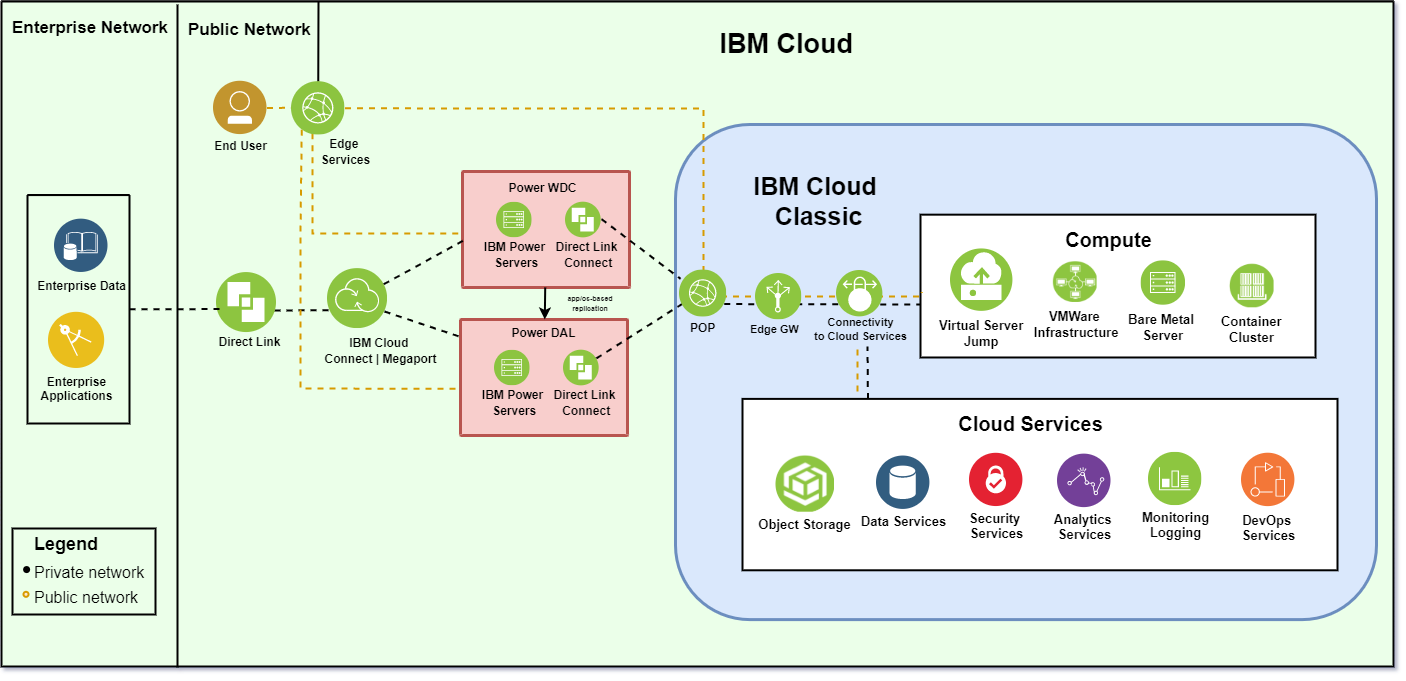 Enterprise Network
Public Network
IBM Cloud
End User
Edge
Services
Enterprise Data
Enterprise
Applications
Direct Link
IBM Cloud
Connect | Megaport
Power WDC
IBM Power
Servers
Direct Link
Connect
app/os-based
replication
Power DAL
IBM Power
Servers
Direct Link
Connect
IBM Cloud
Classic
POP
Edge GW
Connectivity
to Cloud Services
Compute
Virtual Server
Jump
VMWare
Infrastructure
Bare Metal
Server
Container
Cluster
Cloud Services
Object Storage
Data Services
Security
Services
Analytics
Services
Monitoring
Logging
DevOps
Services
Legend
Private network
Public network